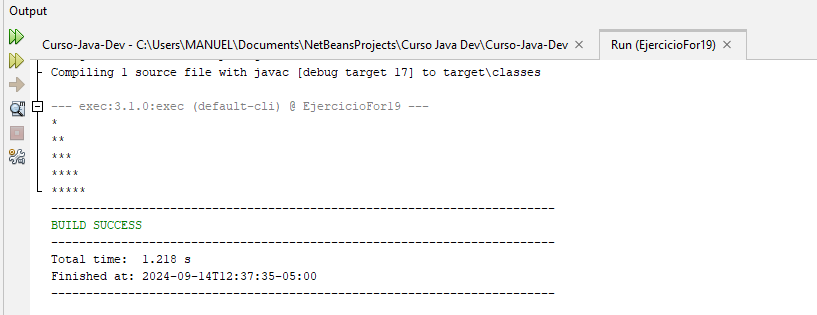 Output
Curso-Java-Dev - C:\Users\MANUEL\Documents\NetBeansProjects\Curso Java Dev\Curso-Java-Dev × Run (EjercicioFor19) ×
Compiling 1 source file with javac [debug target 17] to target\classes
--- exec:3.1.0:exec (default-cli) @ EjercicioFor19 ---
*
**
***
****
*****
------------------------------------------------------------------------
BUILD SUCCESS
------------------------------------------------------------------------
Total time:  1.218 s
Finished at: 2024-09-14T12:37:35-05:00
------------------------------------------------------------------------